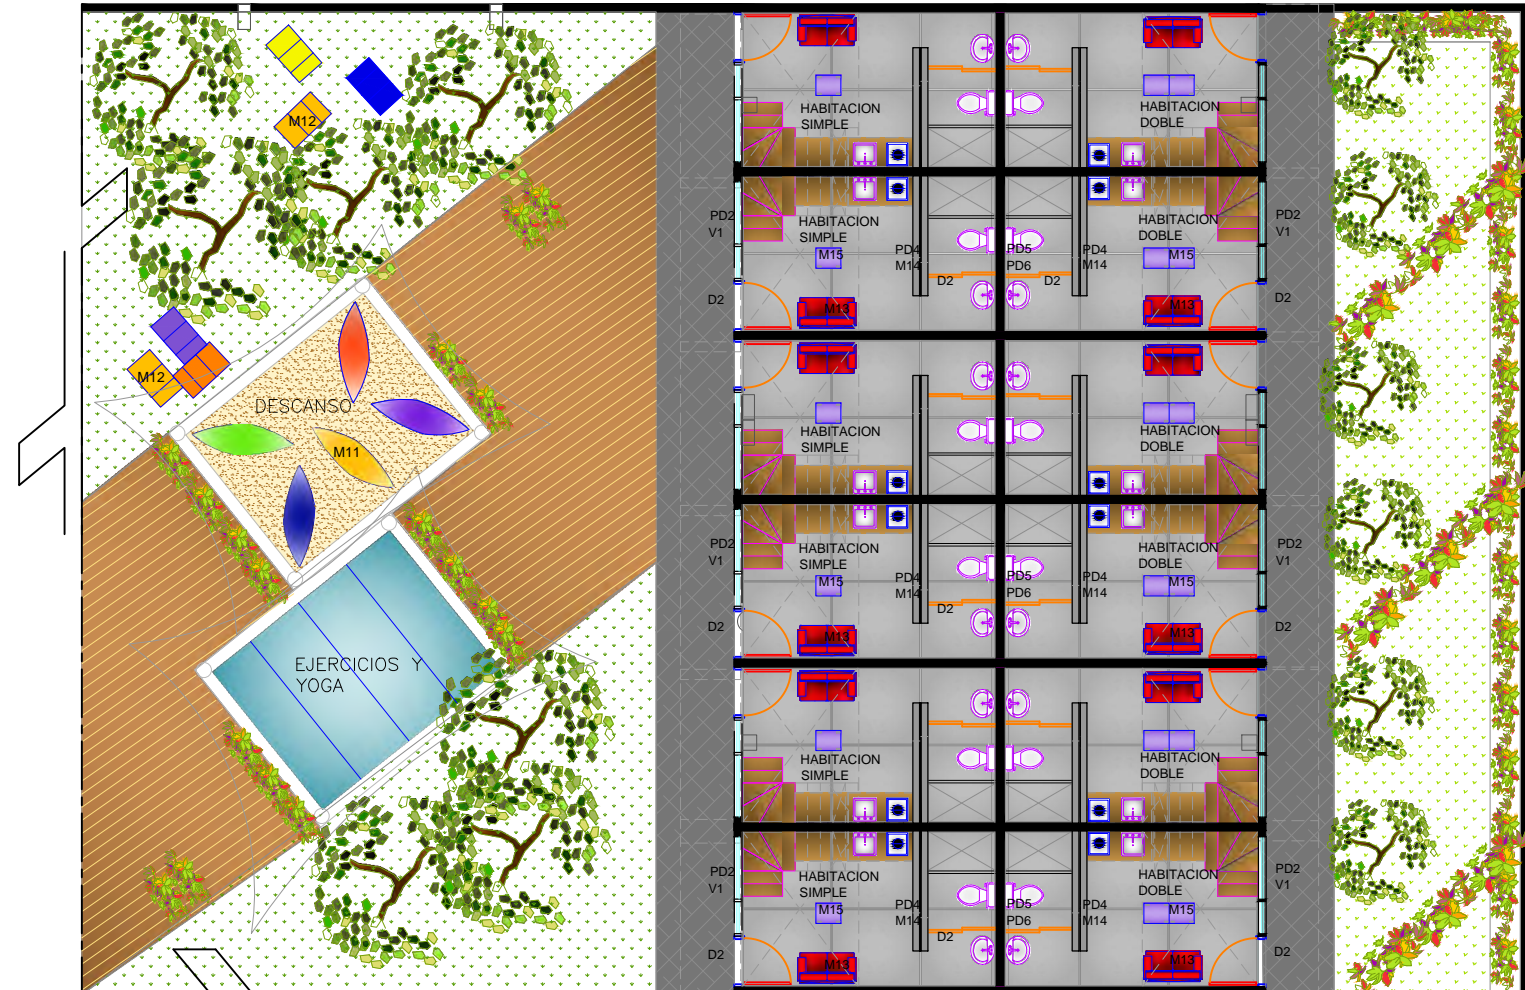 M12
HABITACION
SIMPLE
HABITACION
DOBLE
PD2
V1
HABITACION
SIMPLE
M15
PD4
M14
D2
PD5
PD6
D2
PD4
M14
HABITACION
DOBLE
M15
PD2
V1
D2
M13
M13
D2
M12
DESCANSO
M11
HABITACION
SIMPLE
HABITACION
DOBLE
PD2
V1
HABITACION
SIMPLE
M15
PD4
M14
D2
PD5
PD6
PD4
M14
HABITACION
DOBLE
M15
PD2
V1
D2
M13
M13
D2
EJERCICIOS Y
YOGA
HABITACION
SIMPLE
HABITACION
DOBLE
PD2
V1
HABITACION
SIMPLE
M15
PD4
M14
D2
PD5
PD6
PD4
M14
HABITACION
DOBLE
M15
PD2
V1
D2
M13
M13
D2